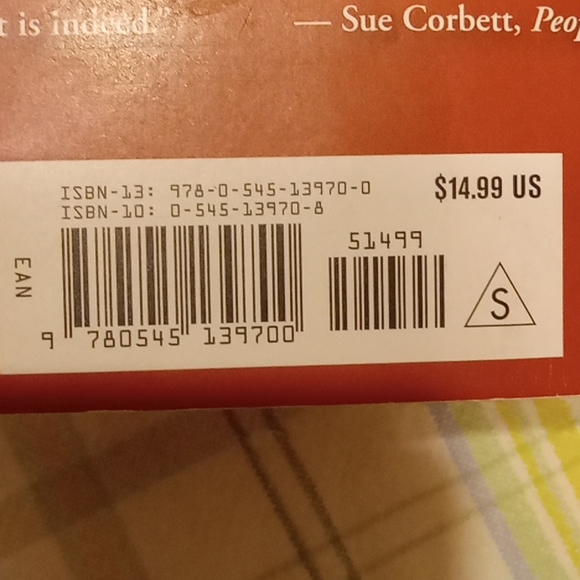 t is indeed." — Sue Corbett, Peop
ISBN-13: 978-0-545-13970-0 $14.99 US
ISBN-10: 0-545-13970-8
51499
EAN
S
9 780545 139700